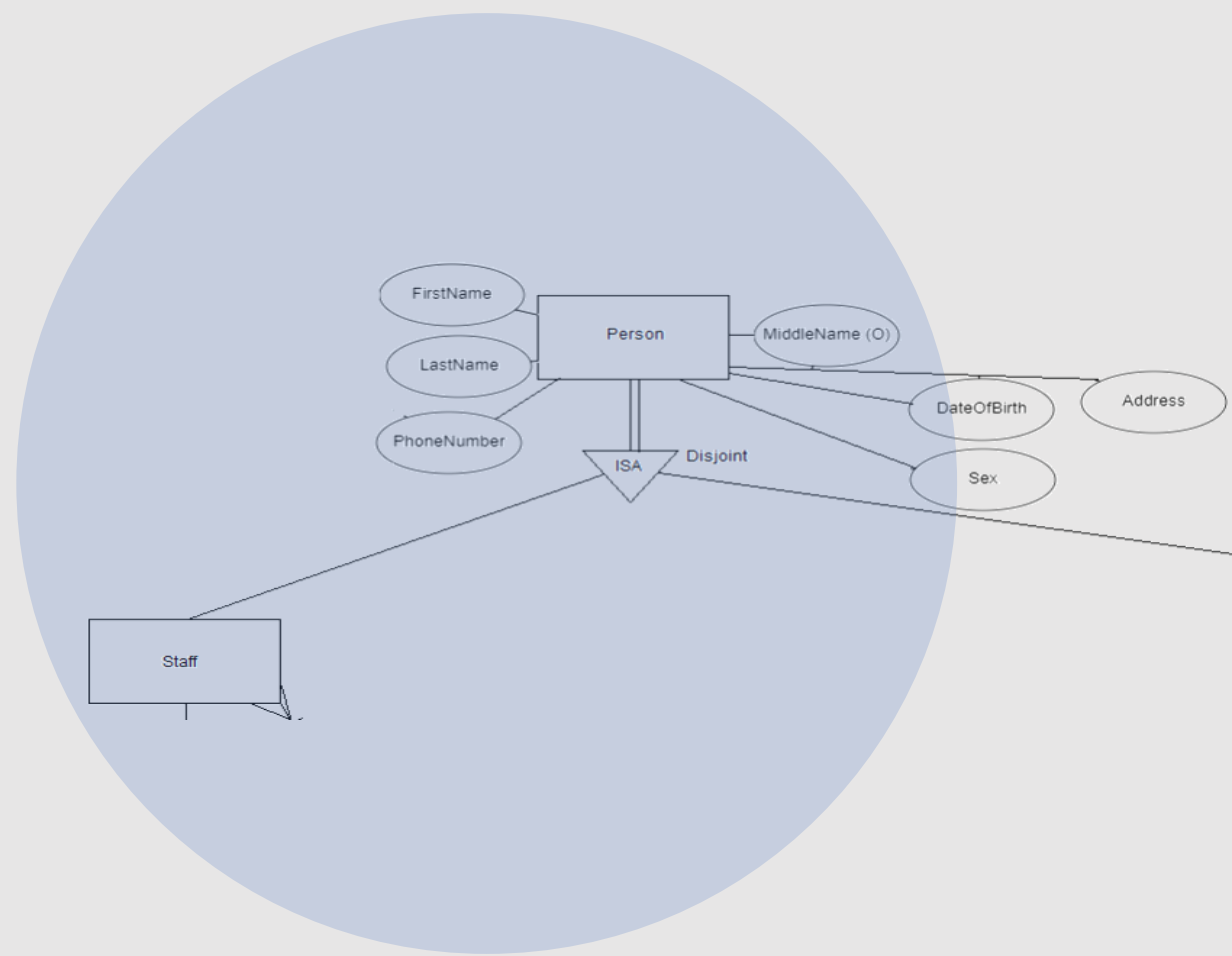 FirstName
Person
MiddleName (O)
LastName
DateOfBirth
Address
PhoneNumber
ISA
Disjoint
Sex
Staff